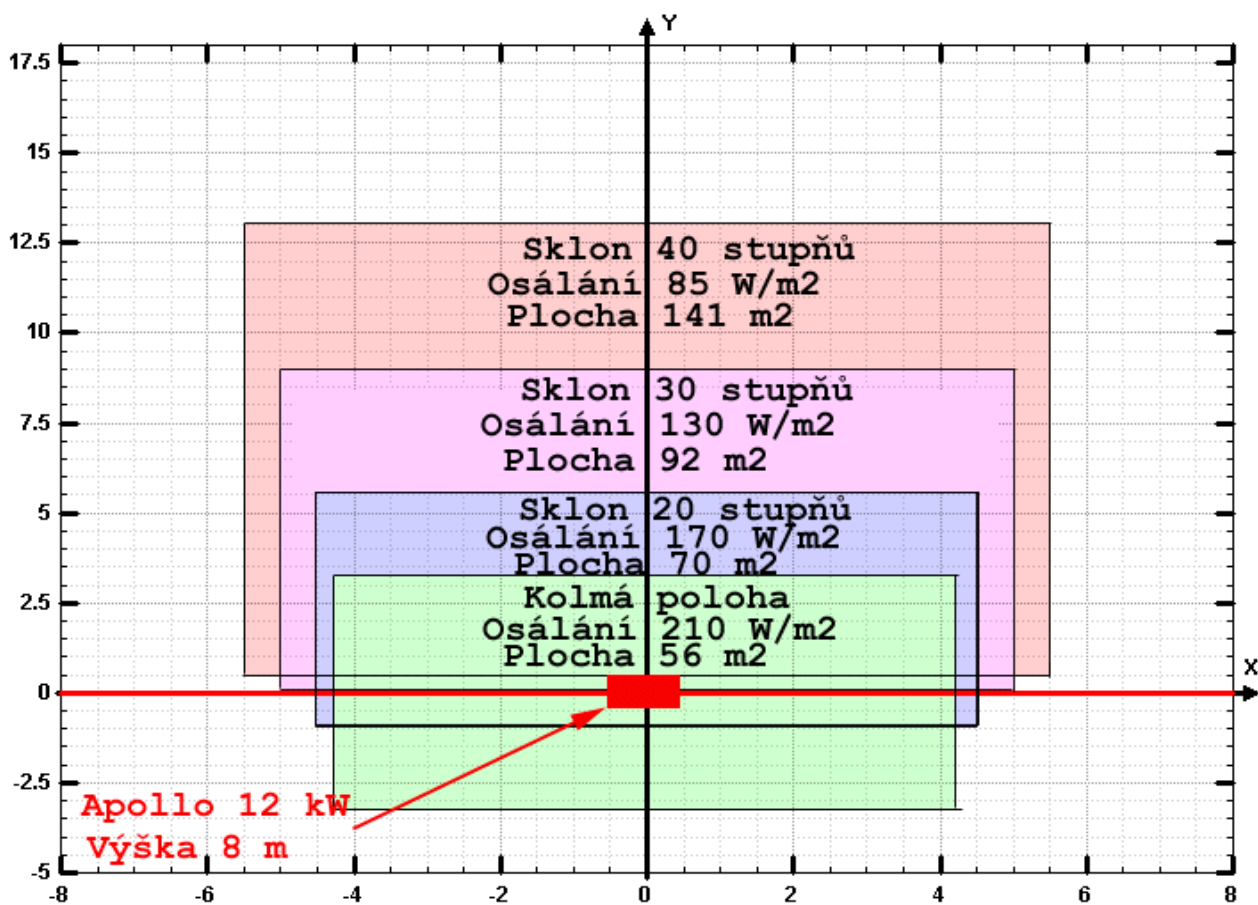 Y
17.5
15
12.5
10
7.5
5
2.5
0
-2.5
-5
Sklon 40 stupňů
Osálání 85 W/m2
Plocha 141 m2
Sklon 30 stupňů
Osálání 130 W/m2
Plocha 92 m2
Sklon 20 stupňů
Osálání 170 W/m2
Plocha 70 m2
Kolmá poloha
Osálání 210 W/m2
Plocha 56 m2
X
Apollo 12 kW
Výška 8 m
-8 -6 -4 -2 0 2 4 6 8